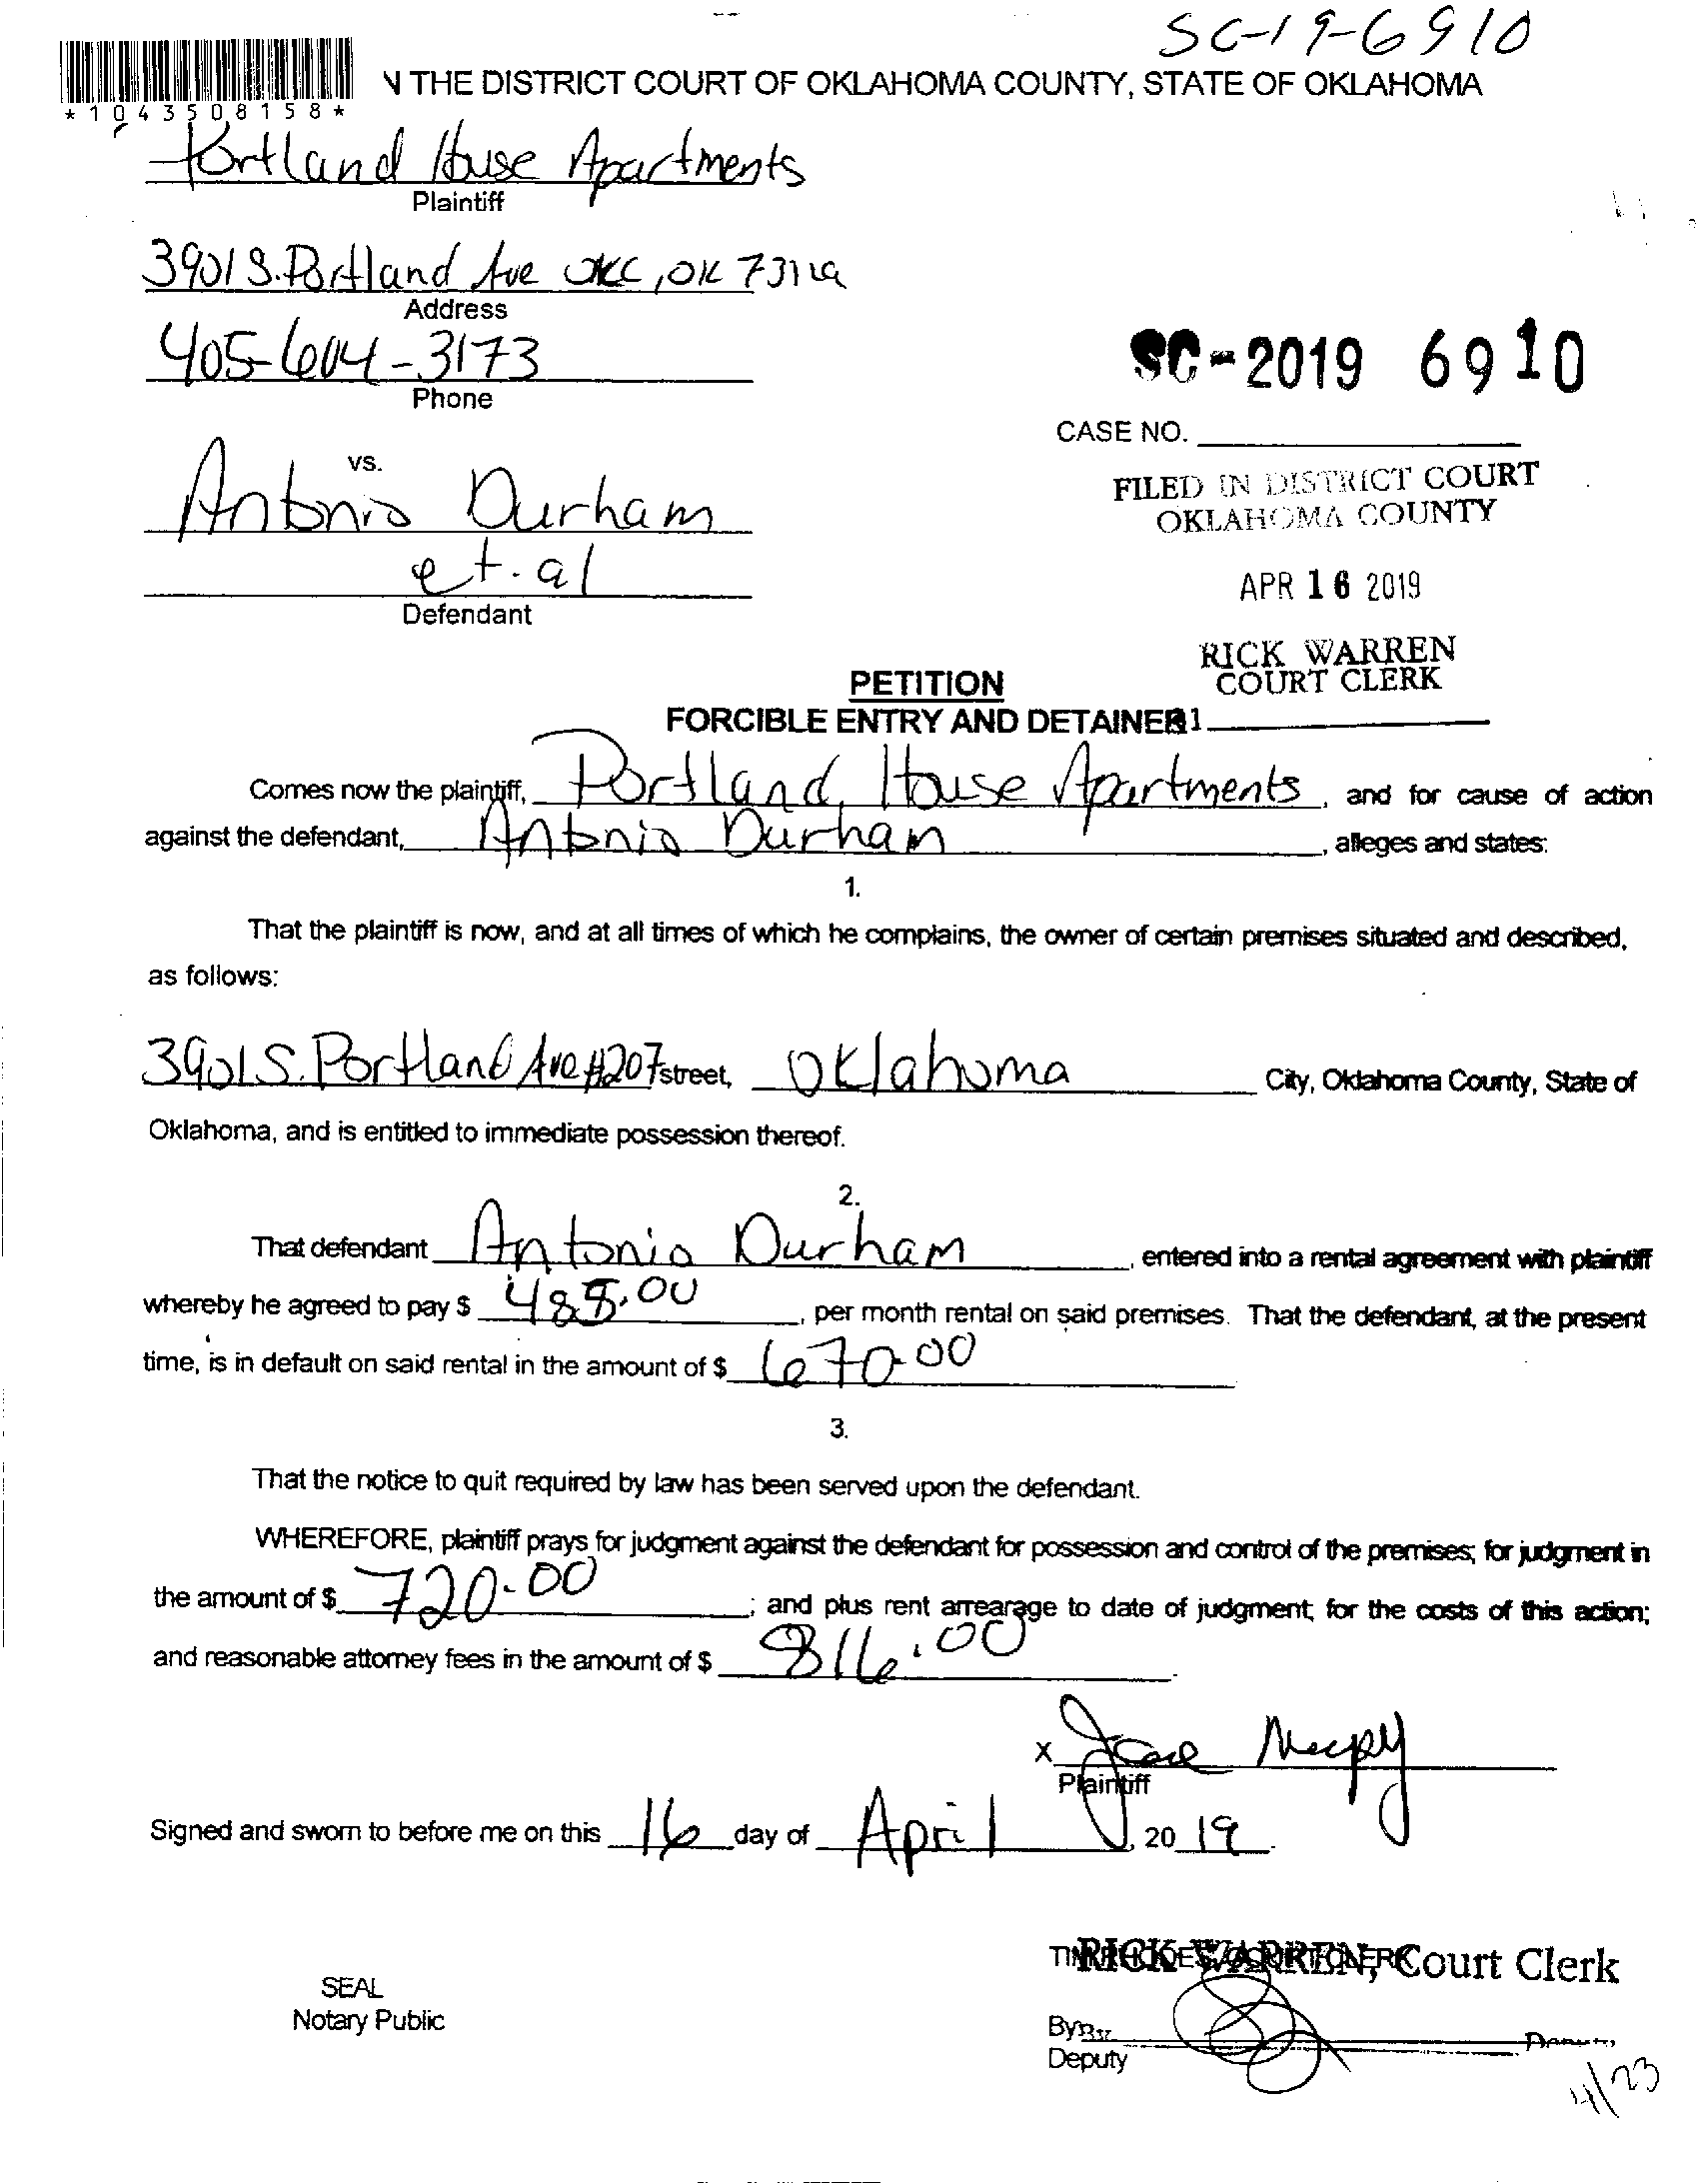 SC-19-6910
N THE DISTRICT COURT OF OKLAHOMA COUNTY, STATE OF OKLAHOMA
* 1 0 4 3 5 0 8 1 5 8 *
Portland House Apartments
Plaintiff
3901 S. Portland Ave OKC, OK 73119
Address
405-604-3173
Phone
SC-2019 6910
CASE NO.
vs.
Antonio Durham
et. al
Defendant
FILED IN DISTRICT COURT
OKLAHOMA COUNTY
APR 16 2019
RICK WARREN
COURT CLERK
PETITION
FORCIBLE ENTRY AND DETAINER
Comes now the plaintiff, Portland House Apartments, and for cause of action
against the defendant, Antonio Durham, alleges and states:
1.
That the plaintiff is now, and at all times of which he complains, the owner of certain premises situated and described,
as follows:
3901 S. Portland Ave #207 street, Oklahoma City, Oklahoma County, State of
Oklahoma, and is entitled to immediate possession thereof.
2.
That defendant Antonio Durham, entered into a rental agreement with plaintiff
whereby he agreed to pay $ 485.00, per month rental on said premises. That the defendant, at the present
time, is in default on said rental in the amount of $ 670.00
3.
That the notice to quit required by law has been served upon the defendant.
WHEREFORE, plaintiff prays for judgment against the defendant for possession and control of the premises; for judgment in
the amount of $ 720.00; and plus rent arrearage to date of judgment; for the costs of this action;
and reasonable attorney fees in the amount of $ 816.00.
x
Plaintiff
Signed and sworn to before me on this 16 day of April, 20 19.
RICK WARREN, Court Clerk
SEAL
Notary Public
By
Deputy
4/23